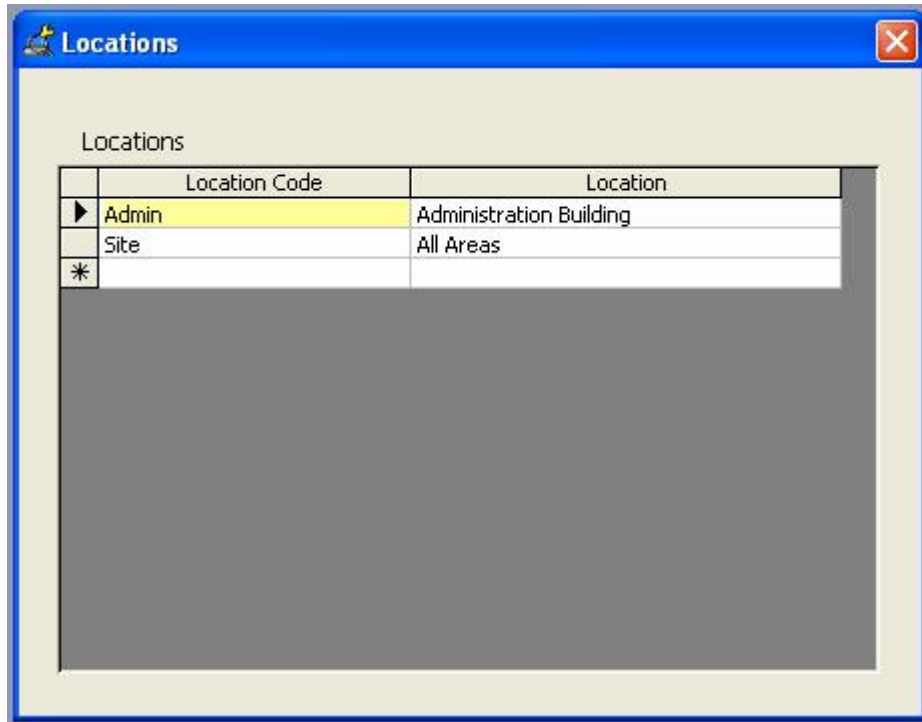 Locations
Locations
Location Code Location
Admin Administration Building
Site All Areas